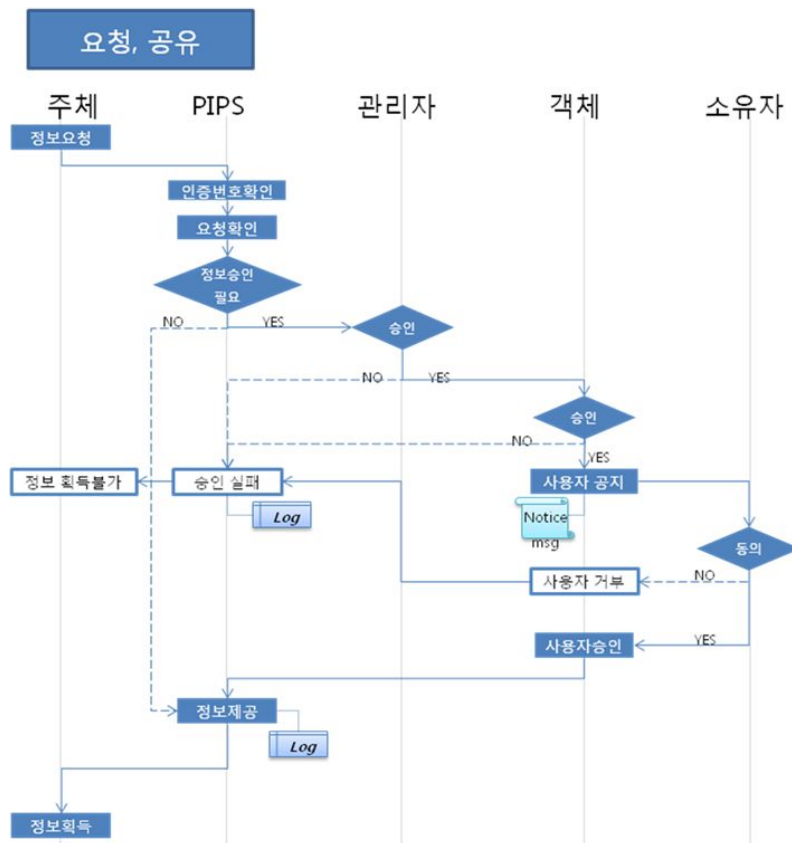 요청, 공유
주체 PIPS 관리자 객체 소유자
정보요청
인증번호확인
요청확인
정보승인
필요
NO YES 승인
NO YES
승인
NO
YES
정보 획득불가 승인 실패 사용자 공지
Log Notice
msg
동의
사용자 거부 NO
사용자승인 YES
정보제공
Log
정보획득